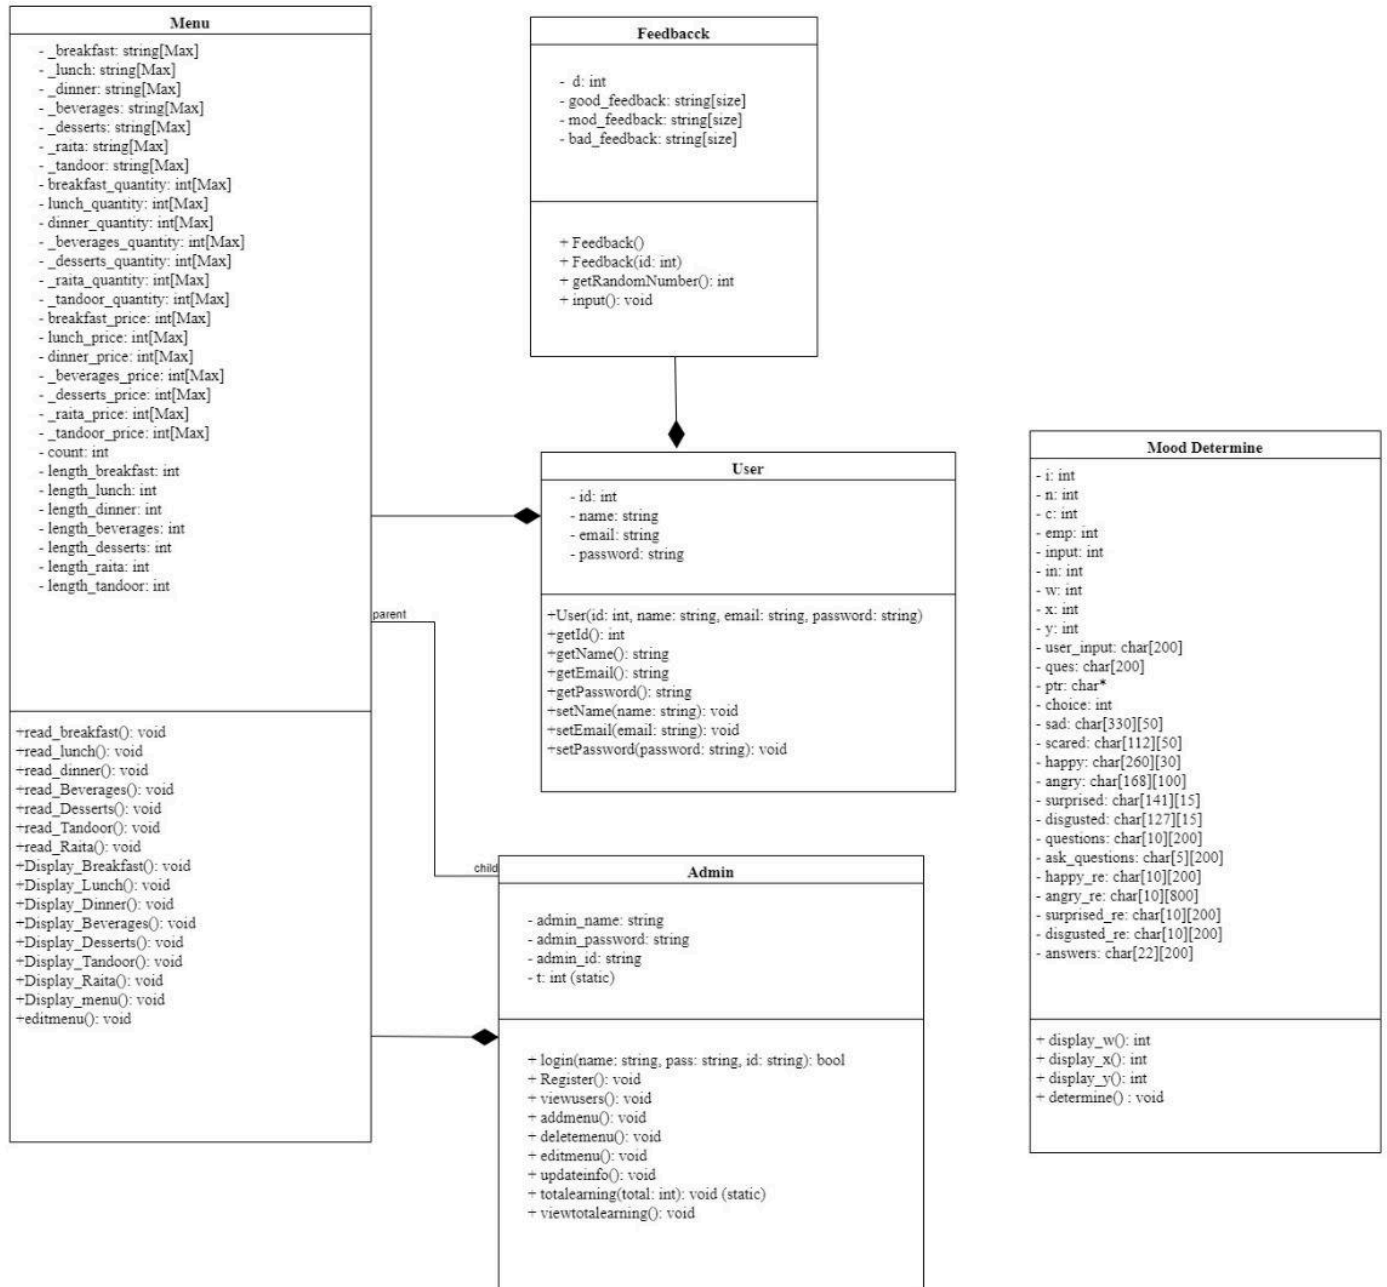 Menu
- _breakfast: string[Max]
- _lunch: string[Max]
- _dinner: string[Max]
- _beverages: string[Max]
- _desserts: string[Max]
- _raita: string[Max]
- _tandoor: string[Max]
- breakfast_quantity: int[Max]
- lunch_quantity: int[Max]
- dinner_quantity: int[Max]
- _beverages_quantity: int[Max]
- _desserts_quantity: int[Max]
- _raita_quantity: int[Max]
- _tandoor_quantity: int[Max]
- breakfast_price: int[Max]
- lunch_price: int[Max]
- dinner_price: int[Max]
- _beverages_price: int[Max]
- _desserts_price: int[Max]
- _raita_price: int[Max]
- _tandoor_price: int[Max]
- count: int
- length_breakfast: int
- length_lunch: int
- length_dinner: int
- length_beverages: int
- length_desserts: int
- length_raita: int
- length_tandoor: int
+read_breakfast(): void
+read_lunch(): void
+read_dinner(): void
+read_Beverages(): void
+read_Desserts(): void
+read_Tandoor(): void
+read_Raita(): void
+Display_Breakfast(): void
+Display_Lunch(): void
+Display_Dinner(): void
+Display_Beverages(): void
+Display_Desserts(): void
+Display_Tandoor(): void
+Display_Raita(): void
+Display_menu(): void
+editmenu(): void
Feedbacck
- d: int
- good_feedback: string[size]
- mod_feedback: string[size]
- bad_feedback: string[size]
+ Feedback()
+ Feedback(id: int)
+ getRandomNumber(): int
+ input(): void
User
- id: int
- name: string
- email: string
- password: string
+User(id: int, name: string, email: string, password: string)
+getId(): int
+getName(): string
+getEmail(): string
+getPassword(): string
+setName(name: string): void
+setEmail(email: string): void
+setPassword(password: string): void
parent
child
Admin
- admin_name: string
- admin_password: string
- admin_id: string
- t: int (static)
+ login(name: string, pass: string, id: string): bool
+ Register(): void
+ viewusers(): void
+ addmenu(): void
+ deletemenu(): void
+ editmenu(): void
+ updateinfo(): void
+ totalearning(total: int): void (static)
+ viewtotalearning(): void
Mood Determine
- i: int
- n: int
- c: int
- emp: int
- input: int
- in: int
- w: int
- x: int
- y: int
- user_input: char[200]
- ques: char[200]
- ptr: char*
- choice: int
- sad: char[330][50]
- scared: char[112][50]
- happy: char[260][30]
- angry: char[168][100]
- surprised: char[141][15]
- disgusted: char[127][15]
- questions: char[10][200]
- ask_questions: char[5][200]
- happy_re: char[10][200]
- angry_re: char[10][800]
- surprised_re: char[10][200]
- disgusted_re: char[10][200]
- answers: char[22][200]
+ display_w(): int
+ display_x(): int
+ display_y(): int
+ determine() : void